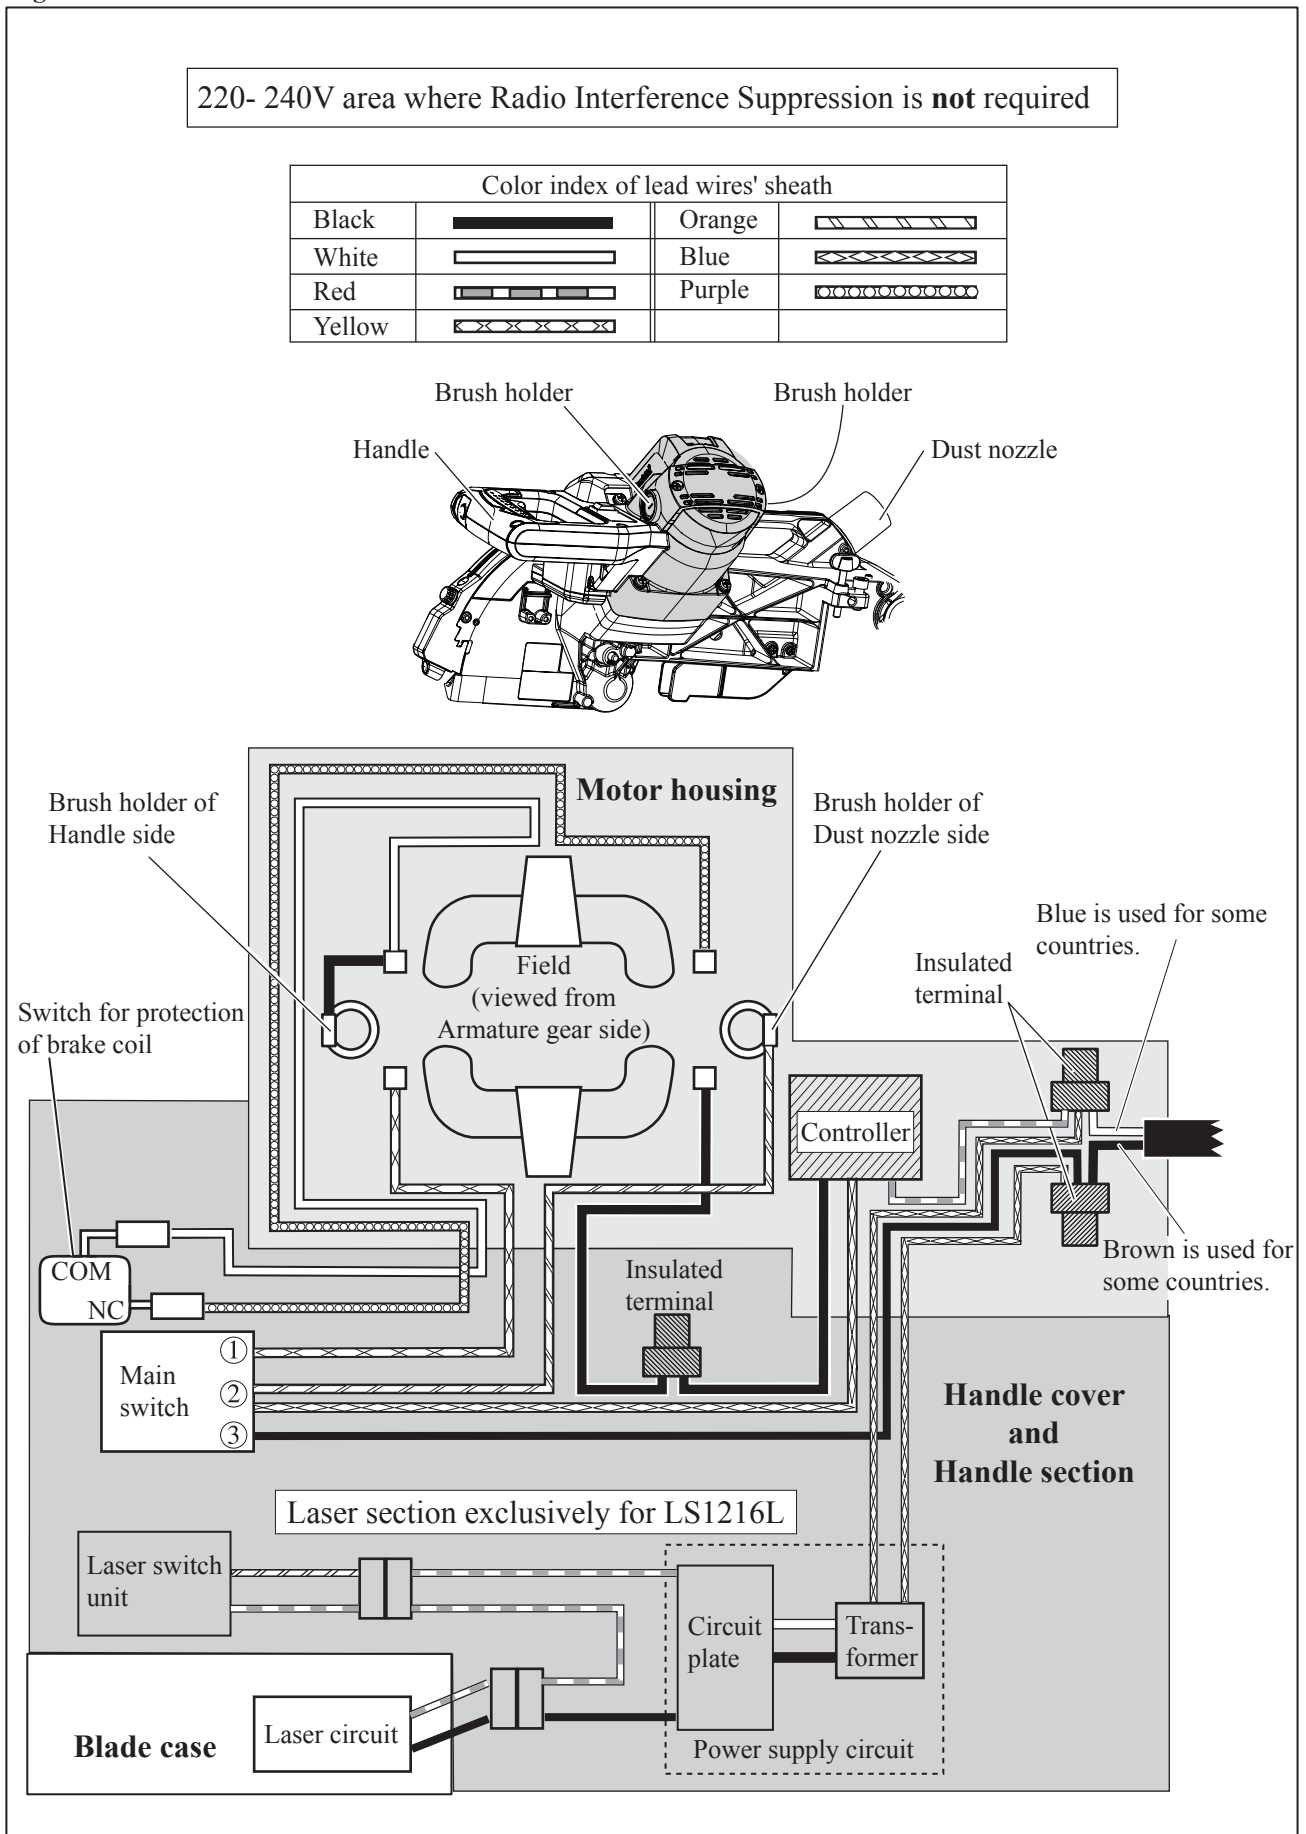 220- 240V area where Radio Interference Suppression is not required
Color index of lead wires' sheath
Black
Orange
White
Blue
Red
Purple
Yellow
Brush holder
Brush holder
Handle
Dust nozzle
Motor housing
Brush holder of
Handle side
Brush holder of
Dust nozzle side
Blue is used for some
countries.
Insulated
terminal
Field
(viewed from
Armature gear side)
Switch for protection
of brake coil
Controller
COM
NC
Insulated
terminal
Brown is used for
some countries.
Main
switch
①
②
③
Handle cover
and
Handle section
Laser section exclusively for LS1216L
Laser switch
unit
Circuit
plate
Trans-
former
Laser circuit
Blade case
Power supply circuit